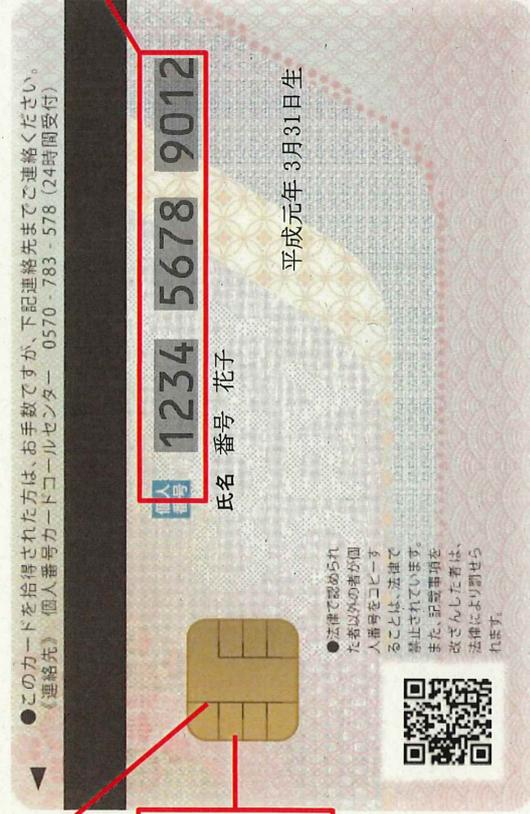 ●このカードを拾得された方は、お手数ですが、下記連絡先までご連絡ください。
《連絡先》 個人番号カードコールセンター 0570-783-578（24時間受付）
個人
番号
1234 5678 9012
氏名 番号 花子
平成元年 3月31日生
●法律で認められ
た者以外の者が個
人番号をコピーす
ることは、法律で
禁止されています。
また、記載事項を
改ざんした者は、
法律により罰せら
れます。